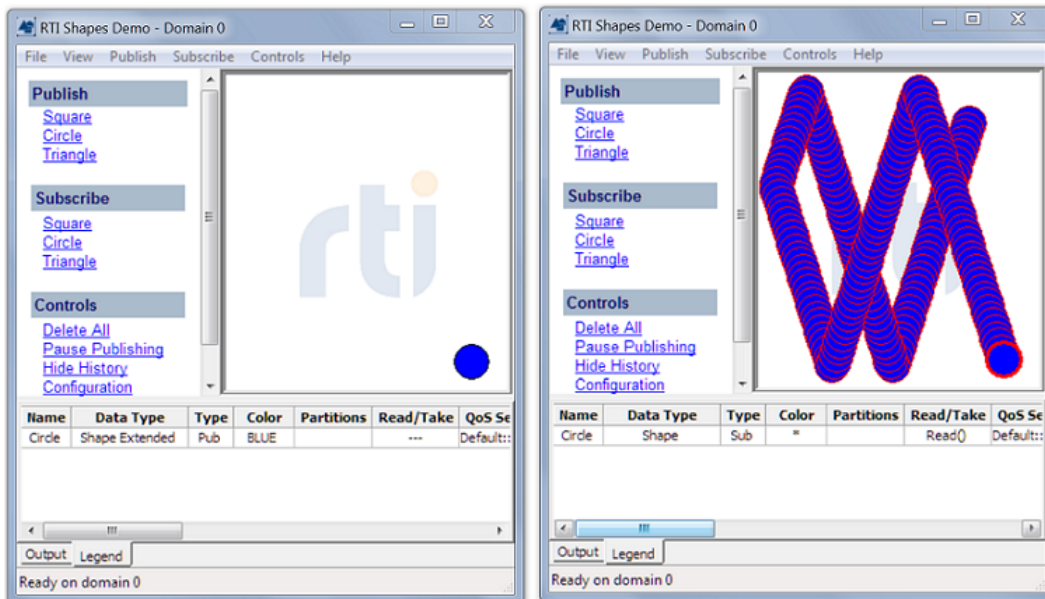 RTI Shapes Demo - Domain 0
File View Publish Subscribe Controls Help
Publish
Square
Circle
Triangle
Subscribe
Square
Circle
Triangle
Controls
Delete All
Pause Publishing
Hide History
Configuration
rti
Name Data Type Type Color Partitions Read/Take QoS Se
Circle Shape Extended Pub BLUE --- Default::
Output Legend
Ready on domain 0
RTI Shapes Demo - Domain 0
File View Publish Subscribe Controls Help
Publish
Square
Circle
Triangle
Subscribe
Square
Circle
Triangle
Controls
Delete All
Pause Publishing
Hide History
Configuration
rti
Name Data Type Type Color Partitions Read/Take QoS Se
Circle Shape Sub * Read() Default::
Output Legend
Ready on domain 0